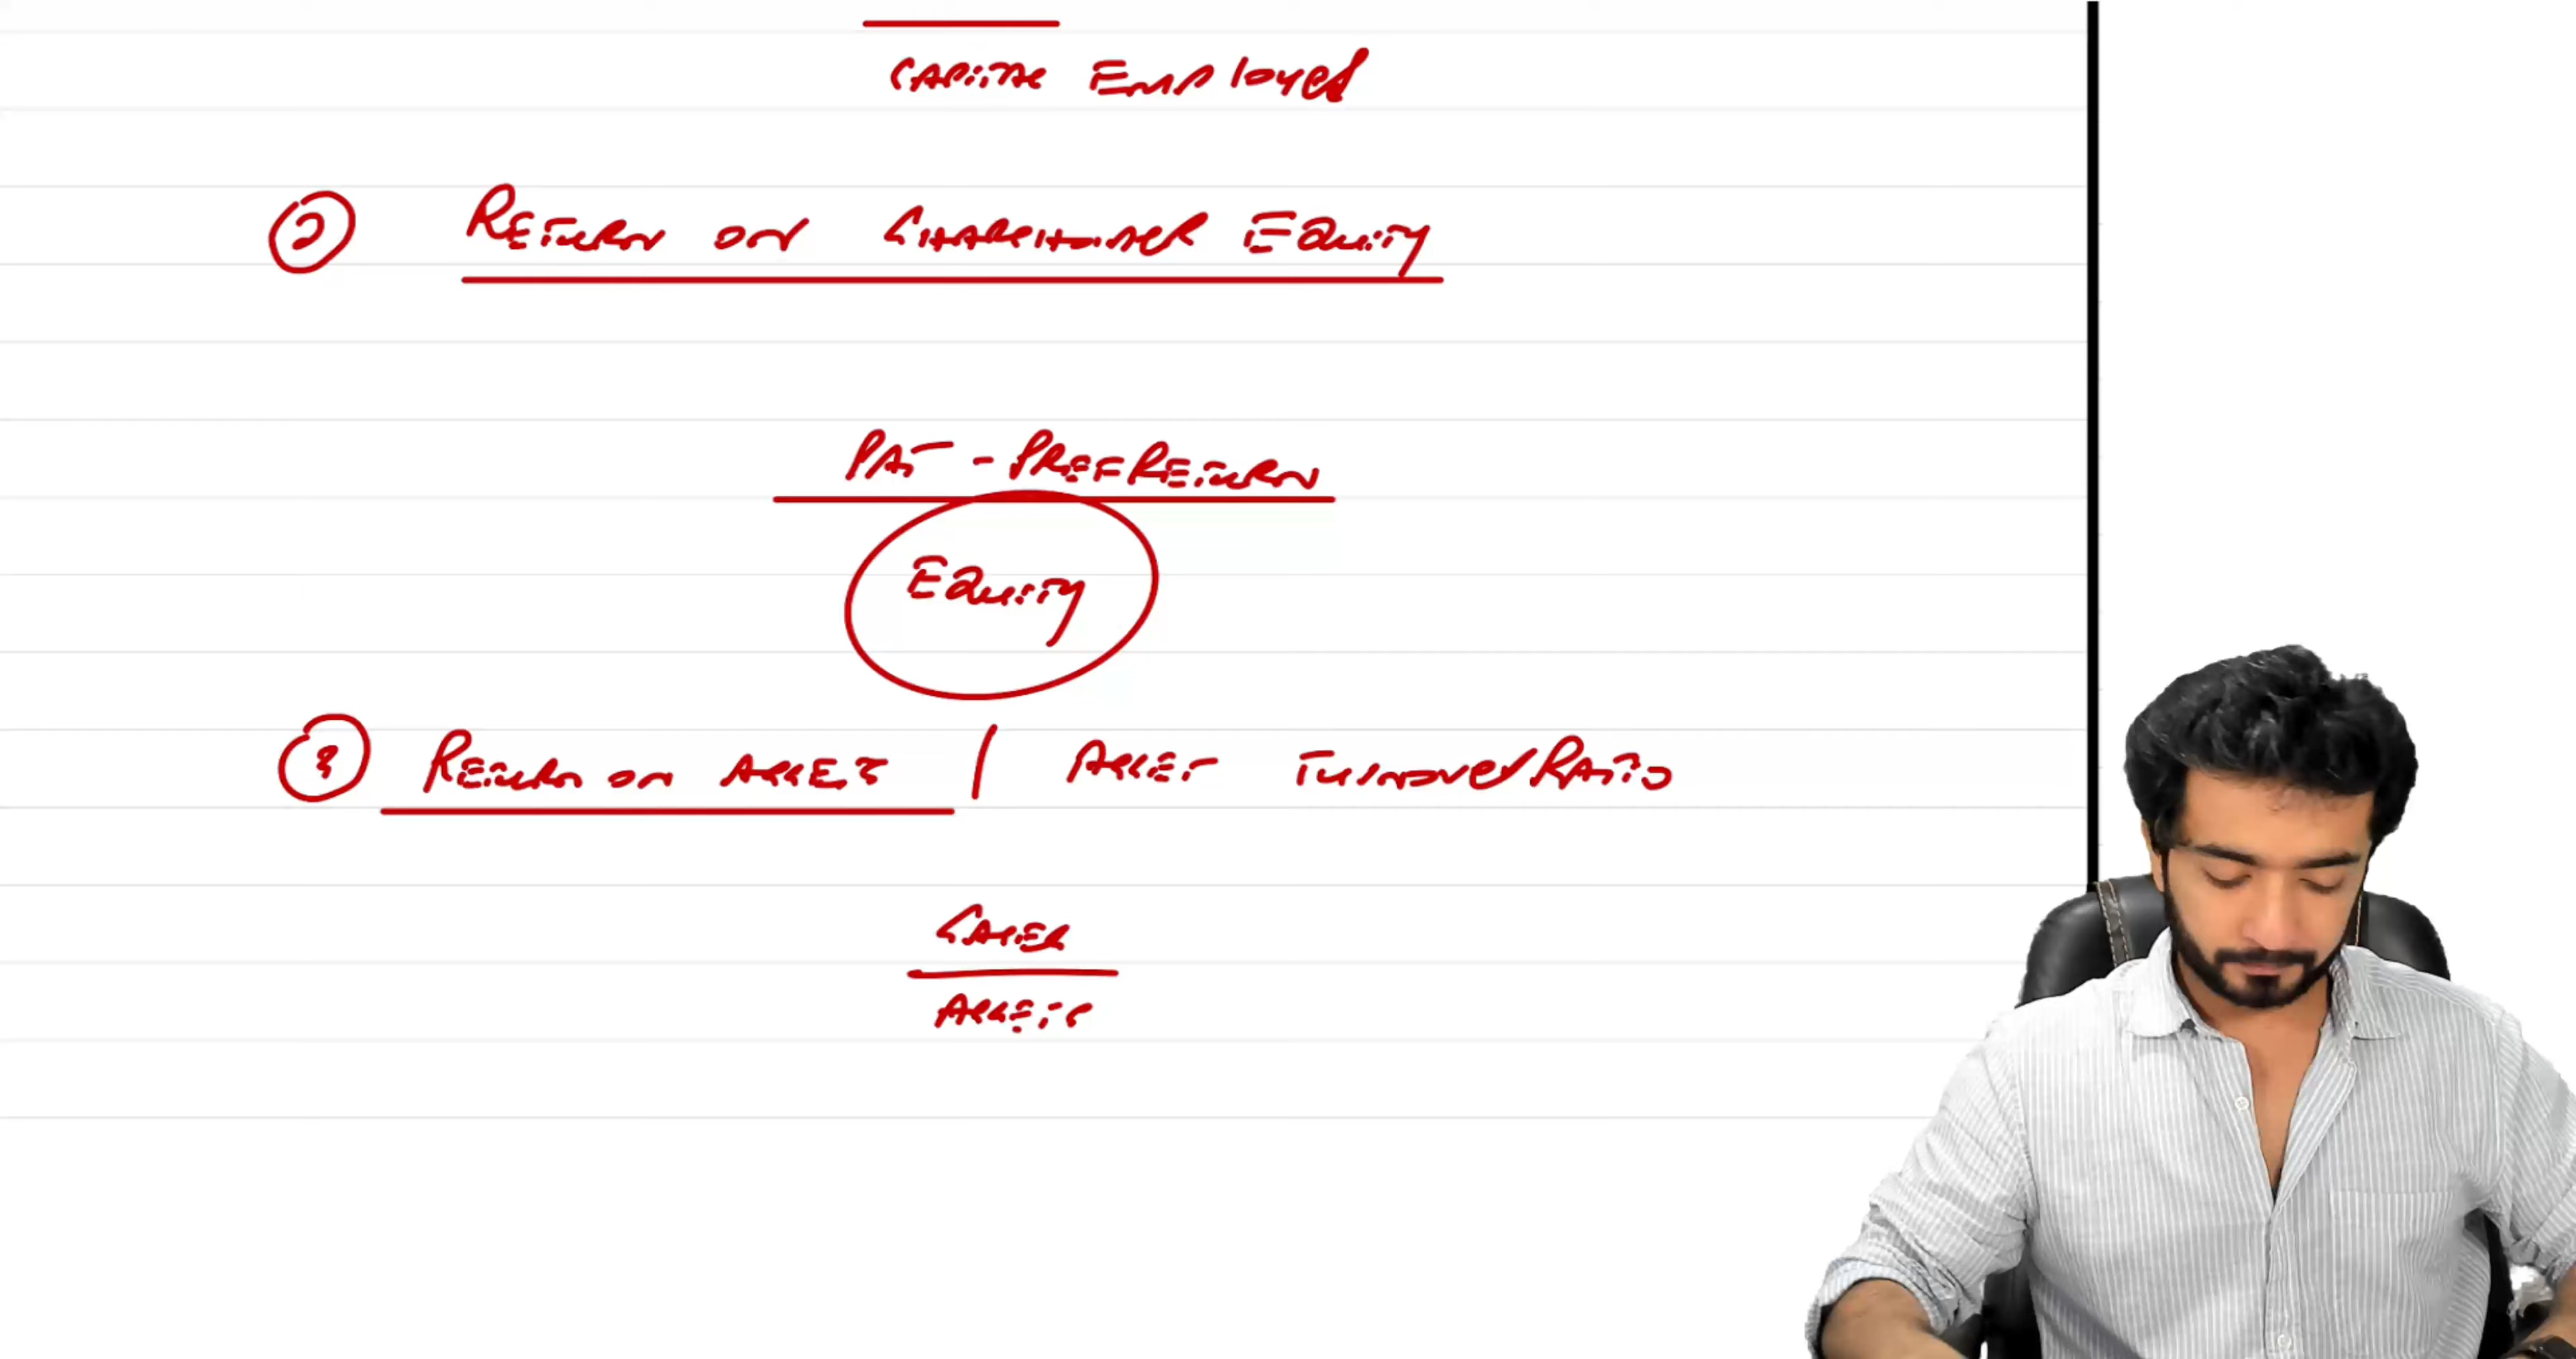 CAPITAL EMPloyed
② RETURN ON SHAREHOLDER EQUITY
PAT - PREF RETURN
EQUITY
③ RETURN ON ASSETS / ASSET TURNOVER RATIO
SALES
ASSETS